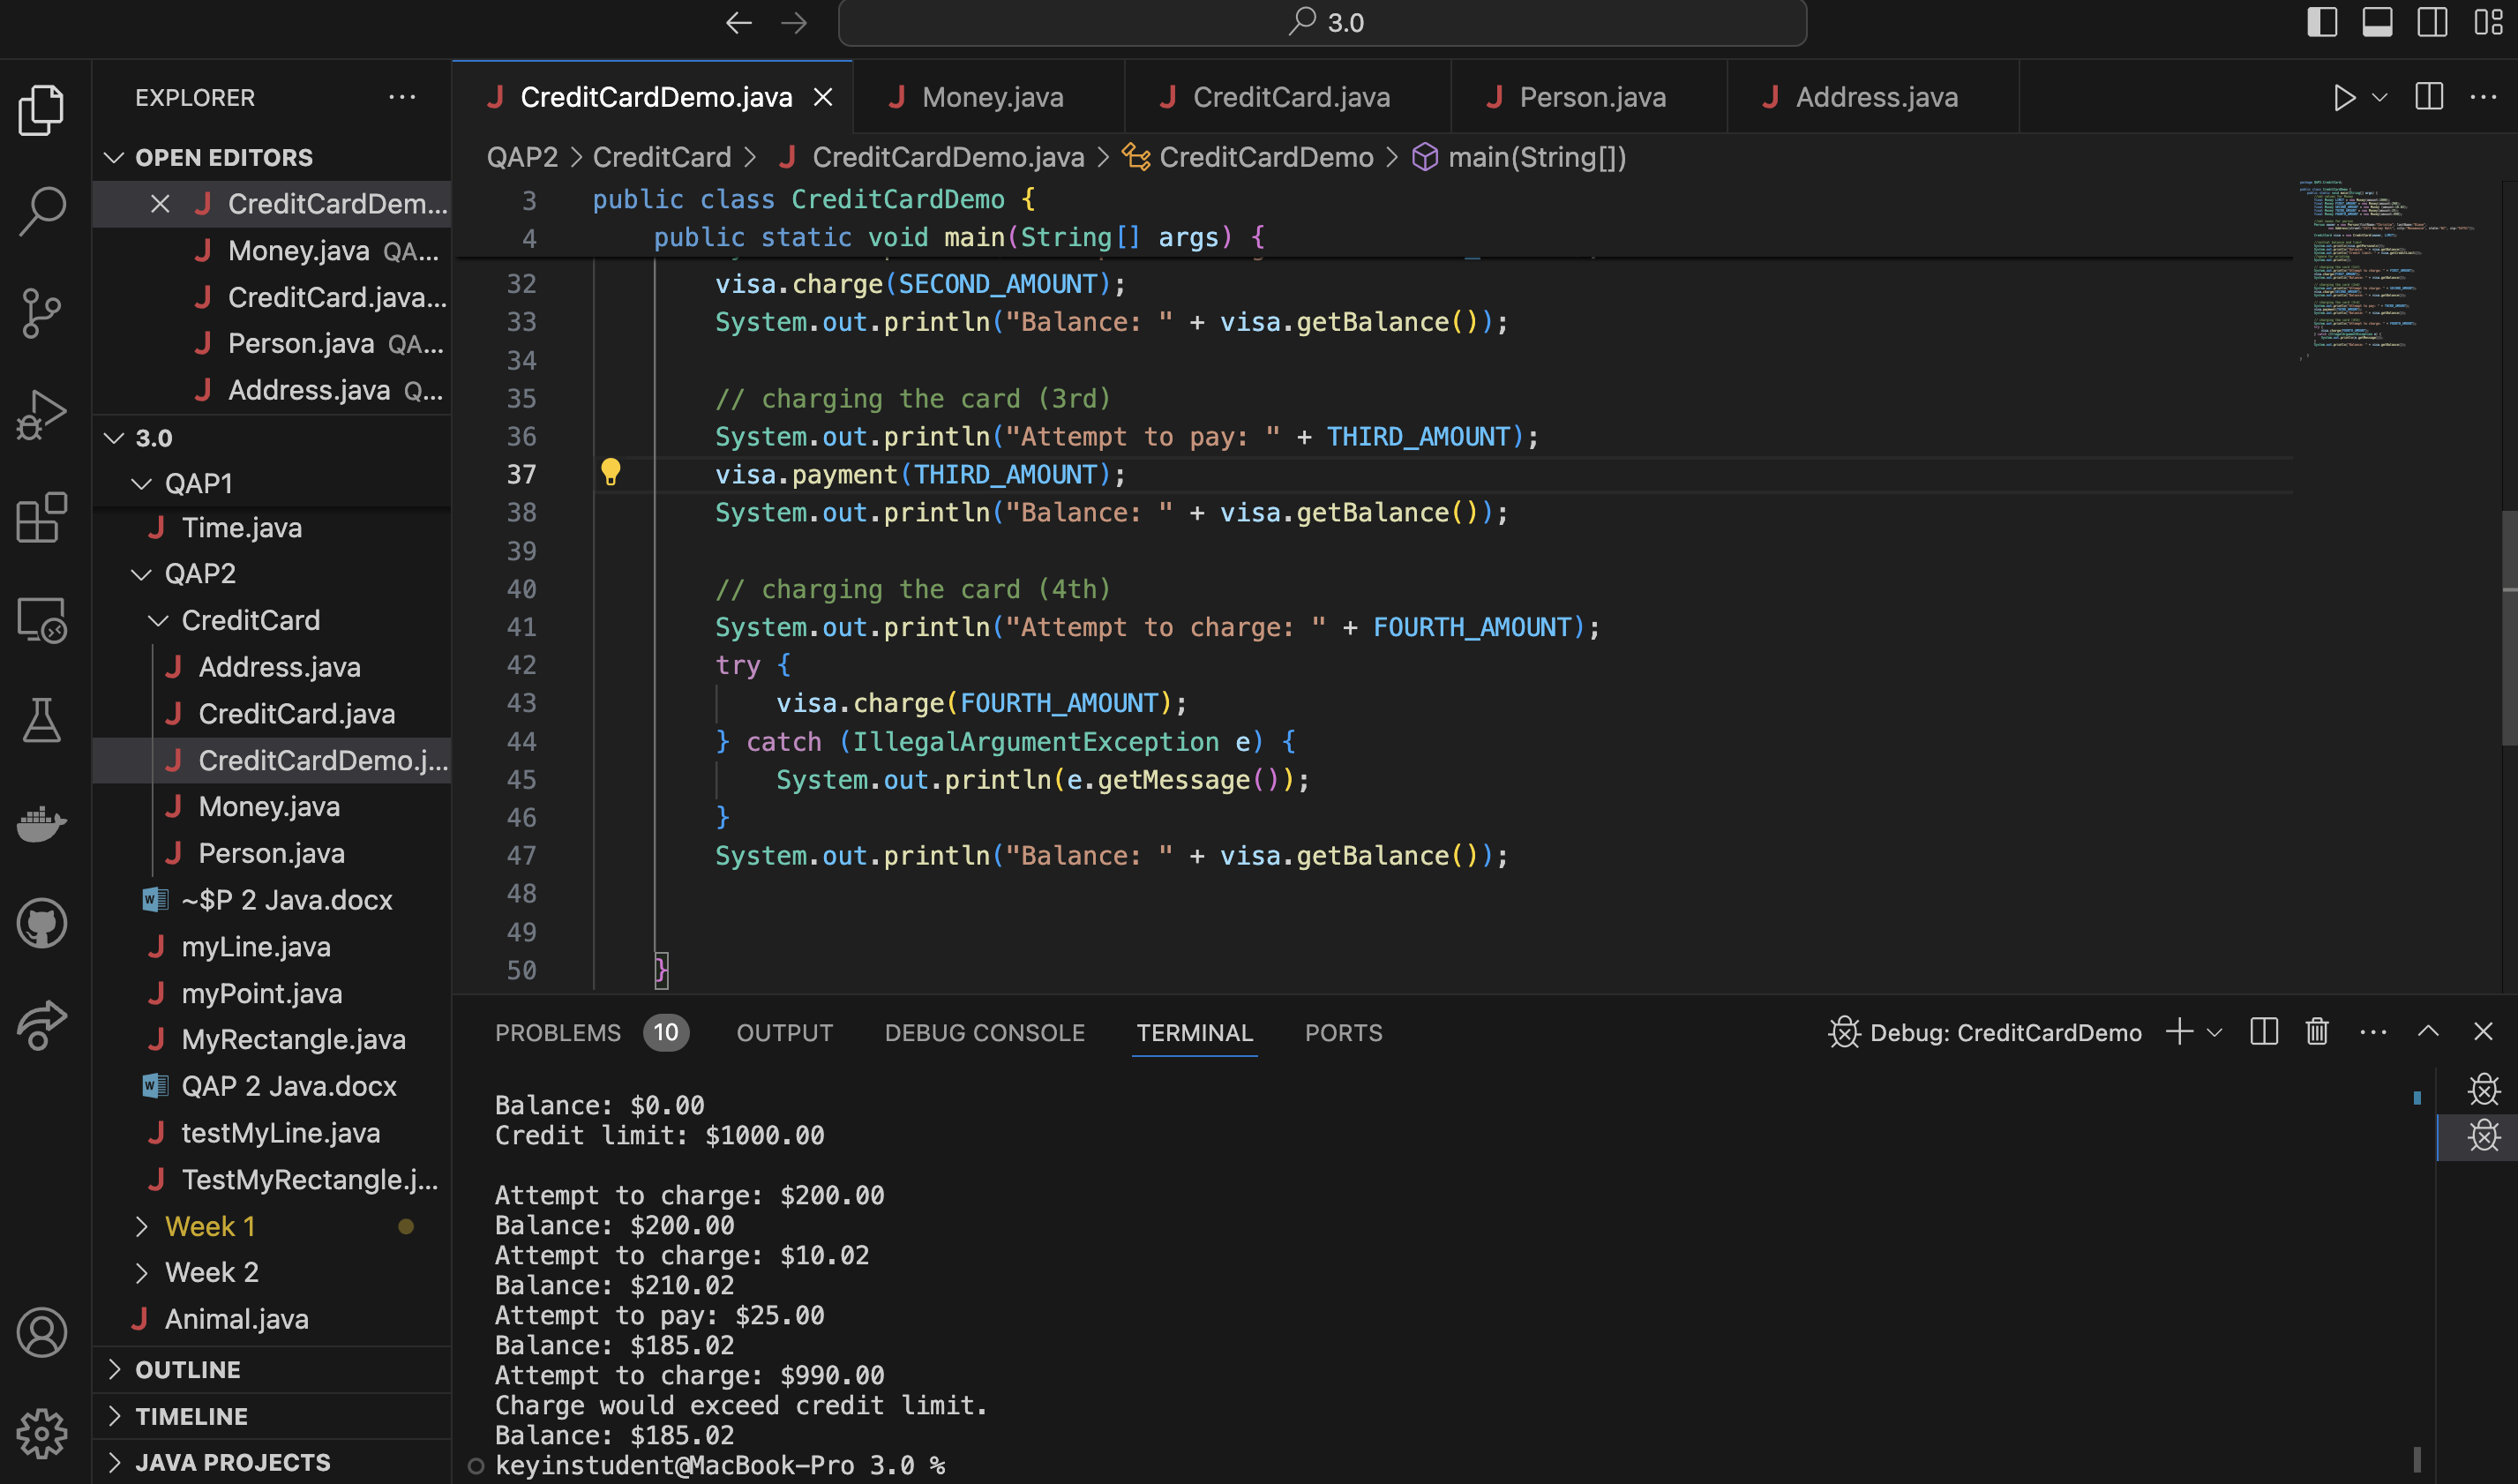 3.0
EXPLORER
OPEN EDITORS
CreditCardDem...
Money.java QA...
CreditCard.java...
Person.java QA...
Address.java Q...
3.0
QAP1
Time.java
QAP2
CreditCard
Address.java
CreditCard.java
CreditCardDemo.j...
Money.java
Person.java
~$P 2 Java.docx
myLine.java
myPoint.java
MyRectangle.java
QAP 2 Java.docx
testMyLine.java
TestMyRectangle.j...
Week 1
Week 2
Animal.java
OUTLINE
TIMELINE
JAVA PROJECTS
CreditCardDemo.java Money.java CreditCard.java Person.java Address.java
QAP2 > CreditCard > CreditCardDemo.java > CreditCardDemo > main(String[])
3 public class CreditCardDemo {
4 public static void main(String[] args) {
32 visa.charge(SECOND_AMOUNT);
33 System.out.println("Balance: " + visa.getBalance());
34
35 // charging the card (3rd)
36 System.out.println("Attempt to pay: " + THIRD_AMOUNT);
37 visa.payment(THIRD_AMOUNT);
38 System.out.println("Balance: " + visa.getBalance());
39
40 // charging the card (4th)
41 System.out.println("Attempt to charge: " + FOURTH_AMOUNT);
42 try {
43 visa.charge(FOURTH_AMOUNT);
44 } catch (IllegalArgumentException e) {
45 System.out.println(e.getMessage());
46 }
47 System.out.println("Balance: " + visa.getBalance());
48
49
50 }
PROBLEMS 10 OUTPUT DEBUG CONSOLE TERMINAL PORTS Debug: CreditCardDemo
Balance: $0.00
Credit limit: $1000.00
Attempt to charge: $200.00
Balance: $200.00
Attempt to charge: $10.02
Balance: $210.02
Attempt to pay: $25.00
Balance: $185.02
Attempt to charge: $990.00
Charge would exceed credit limit.
Balance: $185.02
keyinstudent@MacBook-Pro 3.0 %